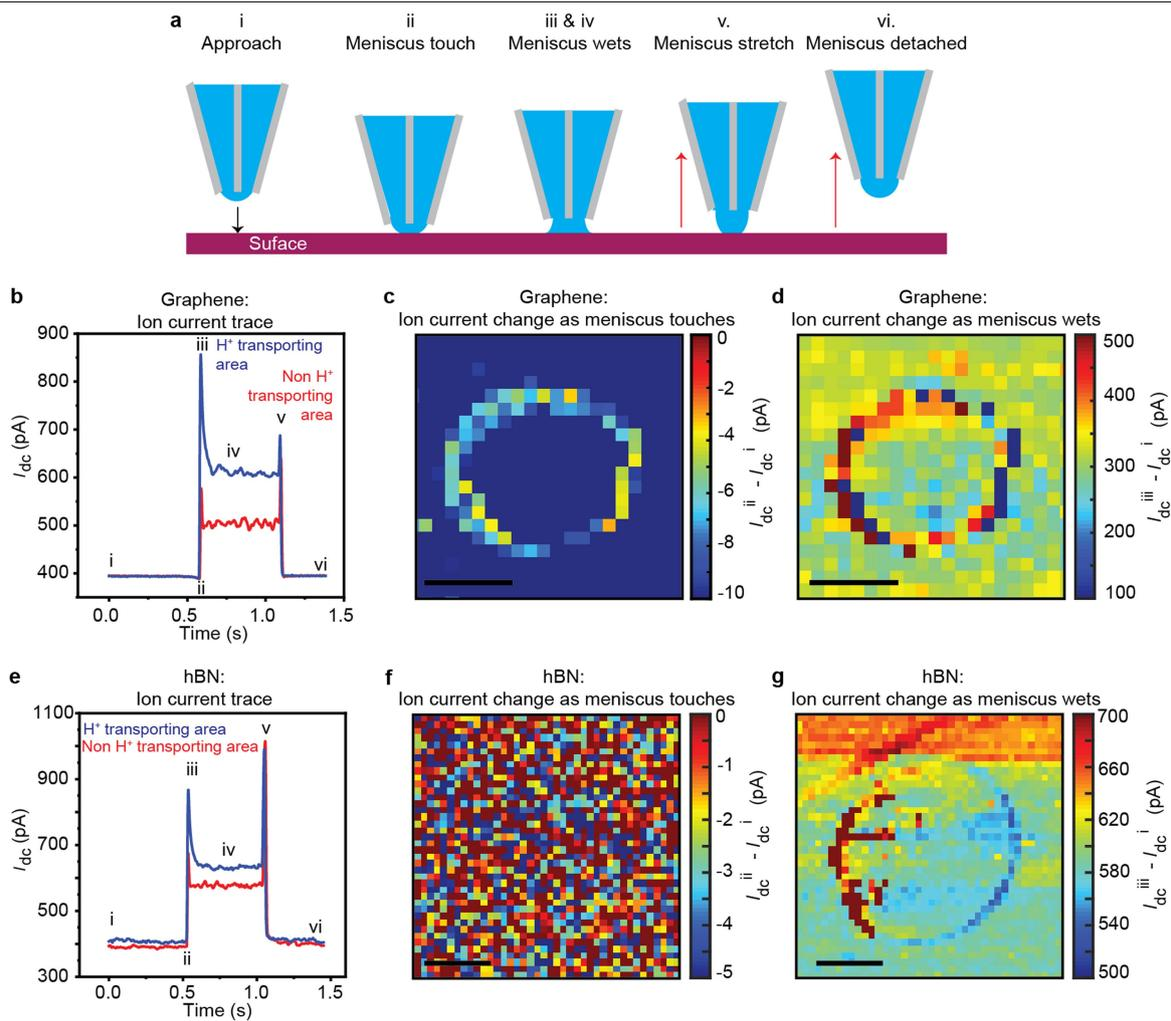 a
i
ii
iii & iv
v.
vi.
Approach
Meniscus touch
Meniscus wets
Meniscus stretch
Meniscus detached
Suface
b
Graphene:
Ion current trace
900
800
700
600
500
400
I_dc (pA)
iii
H⁺ transporting
area
Non H⁺
transporting
area
v
iv
i
ii
vi
0.0
0.5
1.0
1.5
Time (s)
c
Graphene:
Ion current change as meniscus touches
0
-2
-4
-6
-8
-10
I_dc^ii - I_dc^i (pA)
d
Graphene:
Ion current change as meniscus wets
500
400
300
200
100
I_dc^iii - I_dc^i (pA)
e
hBN:
Ion current trace
1100
900
700
500
300
I_dc (pA)
H⁺ transporting area
Non H⁺ transporting area
v
iii
iv
i
ii
vi
0.0
0.5
1.0
1.5
Time (s)
f
hBN:
Ion current change as meniscus touches
0
-1
-2
-3
-4
-5
I_dc^ii - I_dc^i (pA)
g
hBN:
Ion current change as meniscus wets
700
660
620
580
540
500
I_dc^iii - I_dc^i (pA)